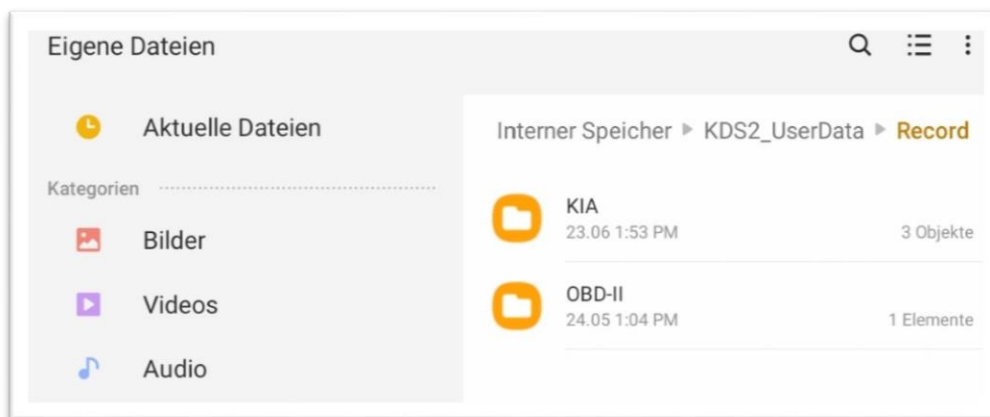 Eigene Dateien
Aktuelle Dateien
Kategorien
Bilder
Videos
Audio
Interner Speicher ▶ KDS2_UserData ▶ Record
KIA
23.06 1:53 PM
3 Objekte
OBD-II
24.05 1:04 PM
1 Elemente